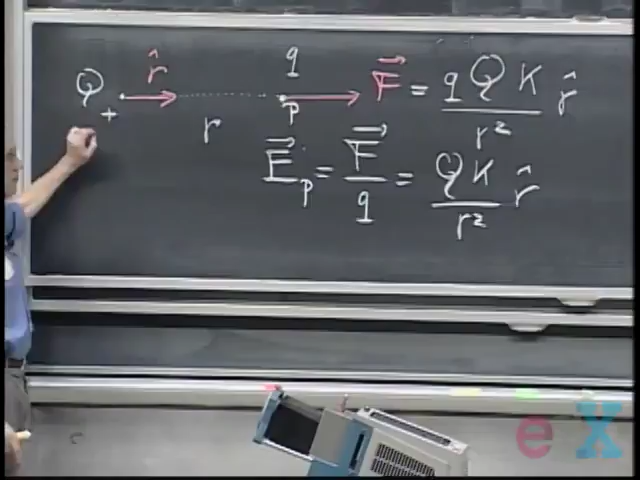 Q r̂ q F⃗ = qQK/r² r̂
+ r p
E⃗ₚ = F⃗/q = QK/r² r̂
eX